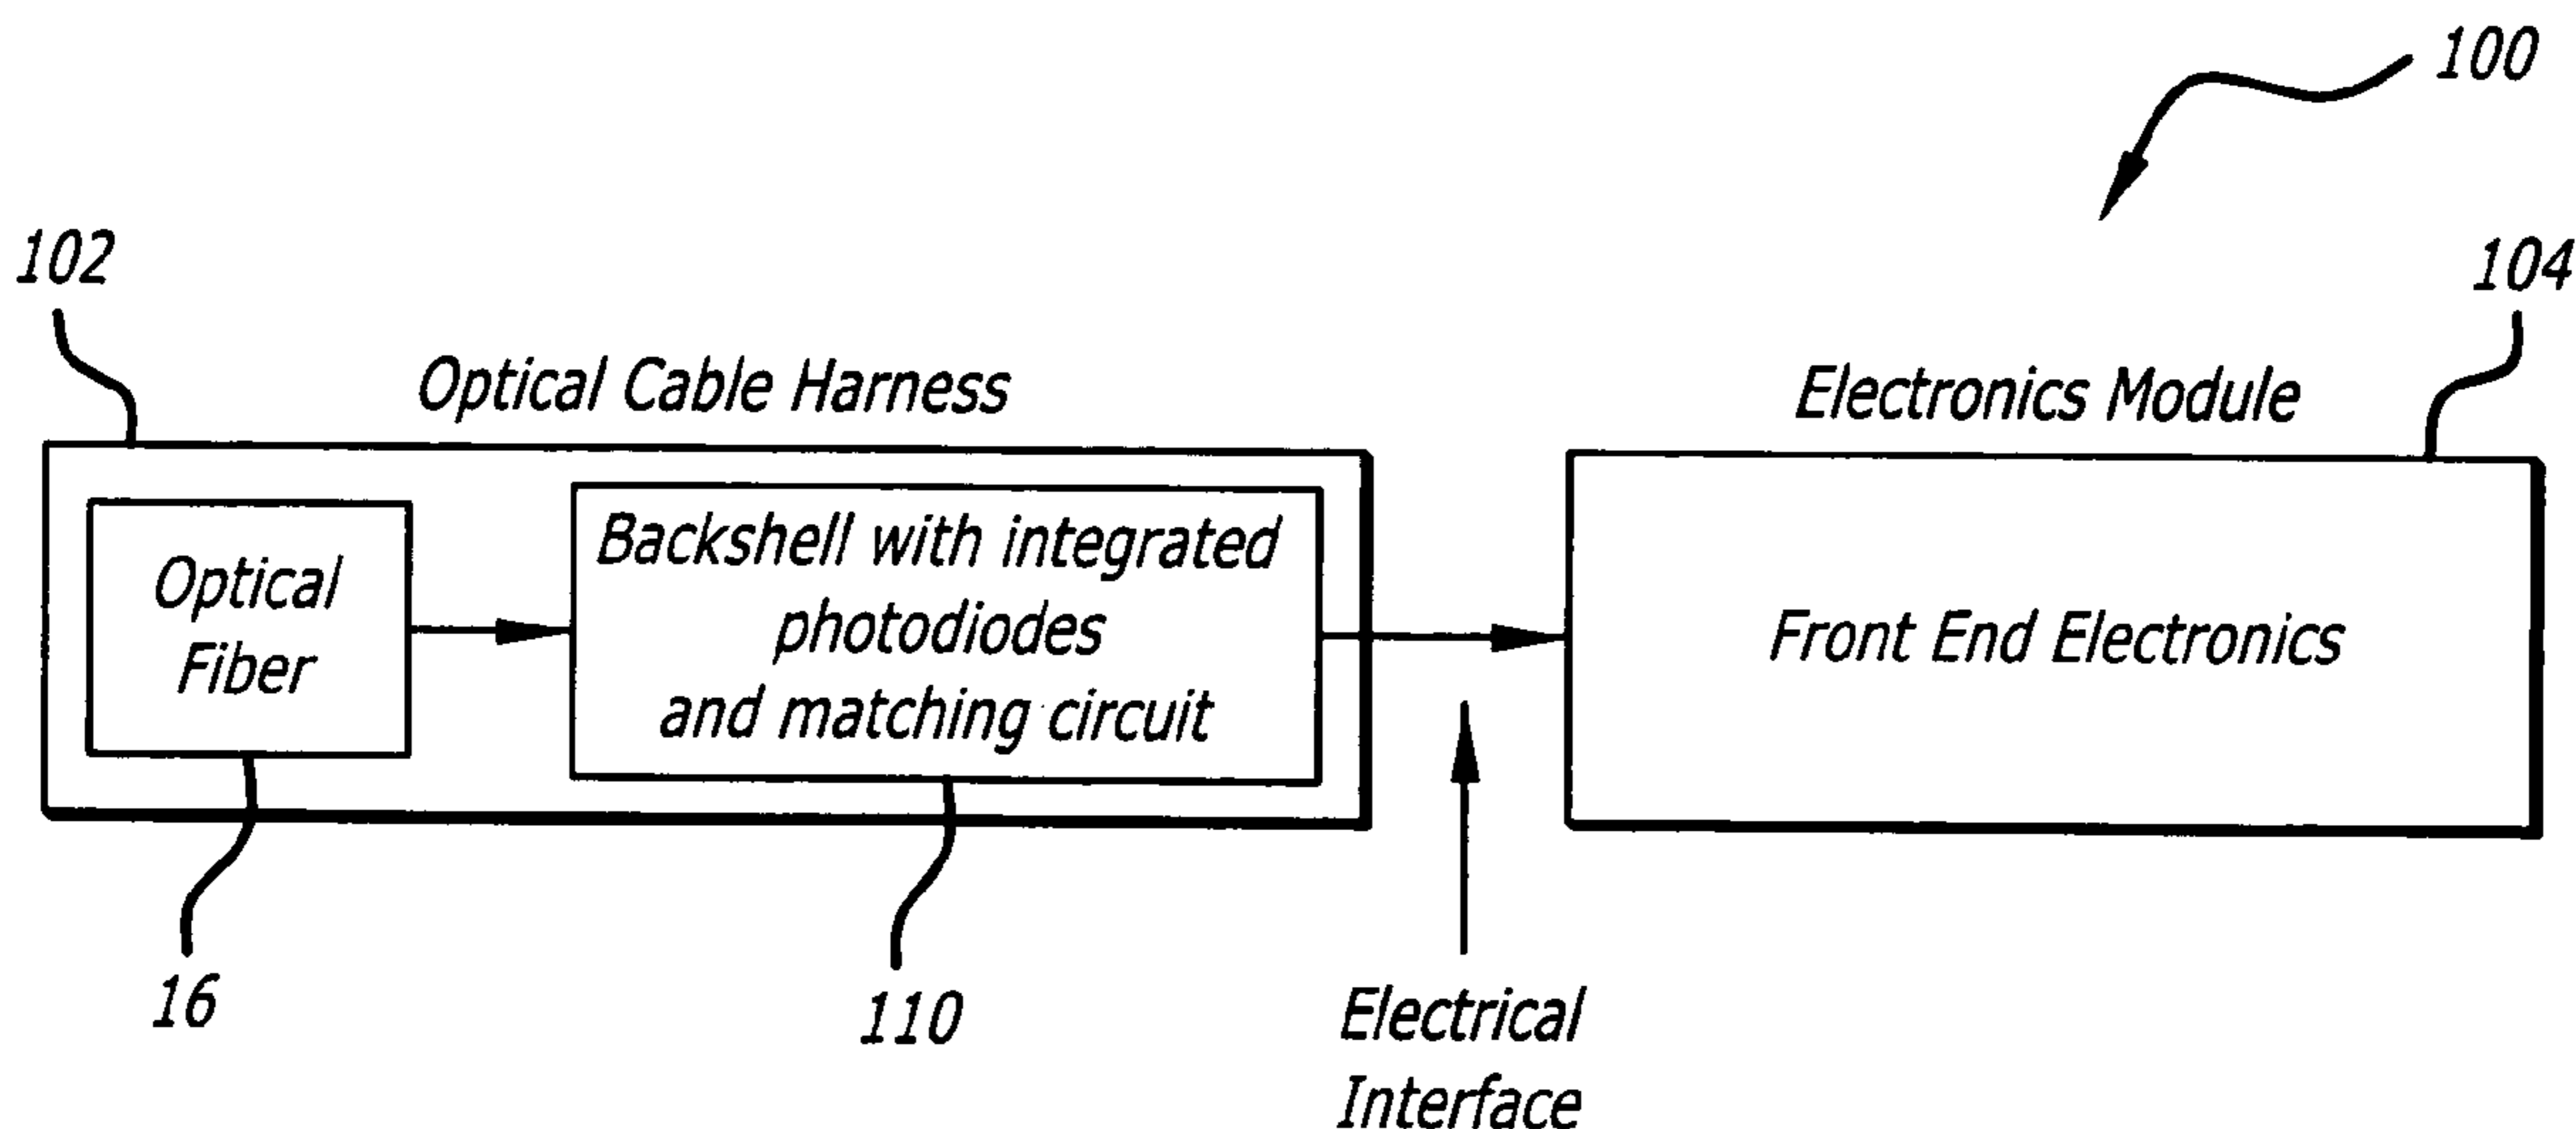 100
102
104
Optical Cable Harness
Electronics Module
Optical
Fiber
Backshell with integrated
photodiodes
and matching circuit
Front End Electronics
16
110
Electrical
Interface